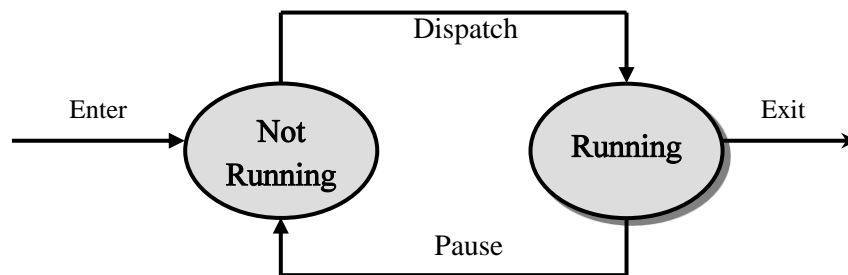 Dispatch
Enter
Not
Running
Running
Exit
Pause